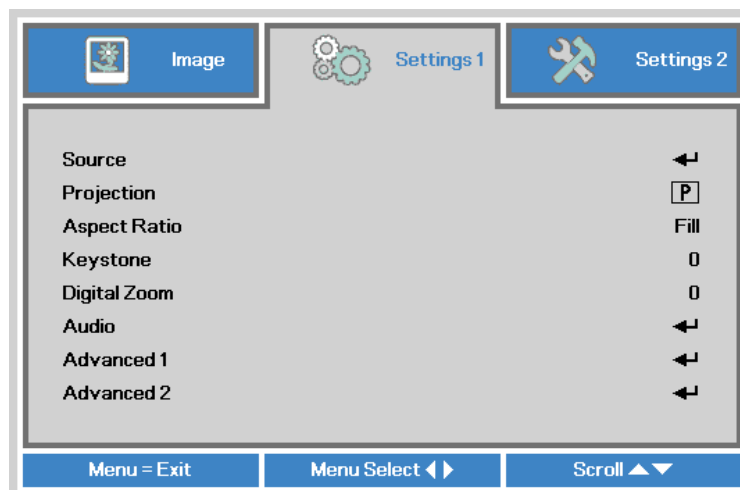 Image Settings 1 Settings 2
Source
Projection P
Aspect Ratio Fill
Keystone 0
Digital Zoom 0
Audio
Advanced 1
Advanced 2
Menu = Exit Menu Select Scroll